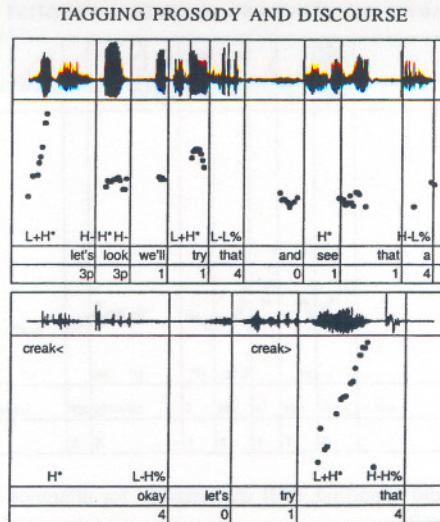 TAGGING PROSODY AND DISCOURSE
L+H* H- H* H- L+H* L-L% H* H-L%
let's look we'll try that and see that a
3p 3p 1 1 4 0 1 1 4
creak< creak>
H* L-H% L+H* H-H%
okay let's try that
4 0 1 4